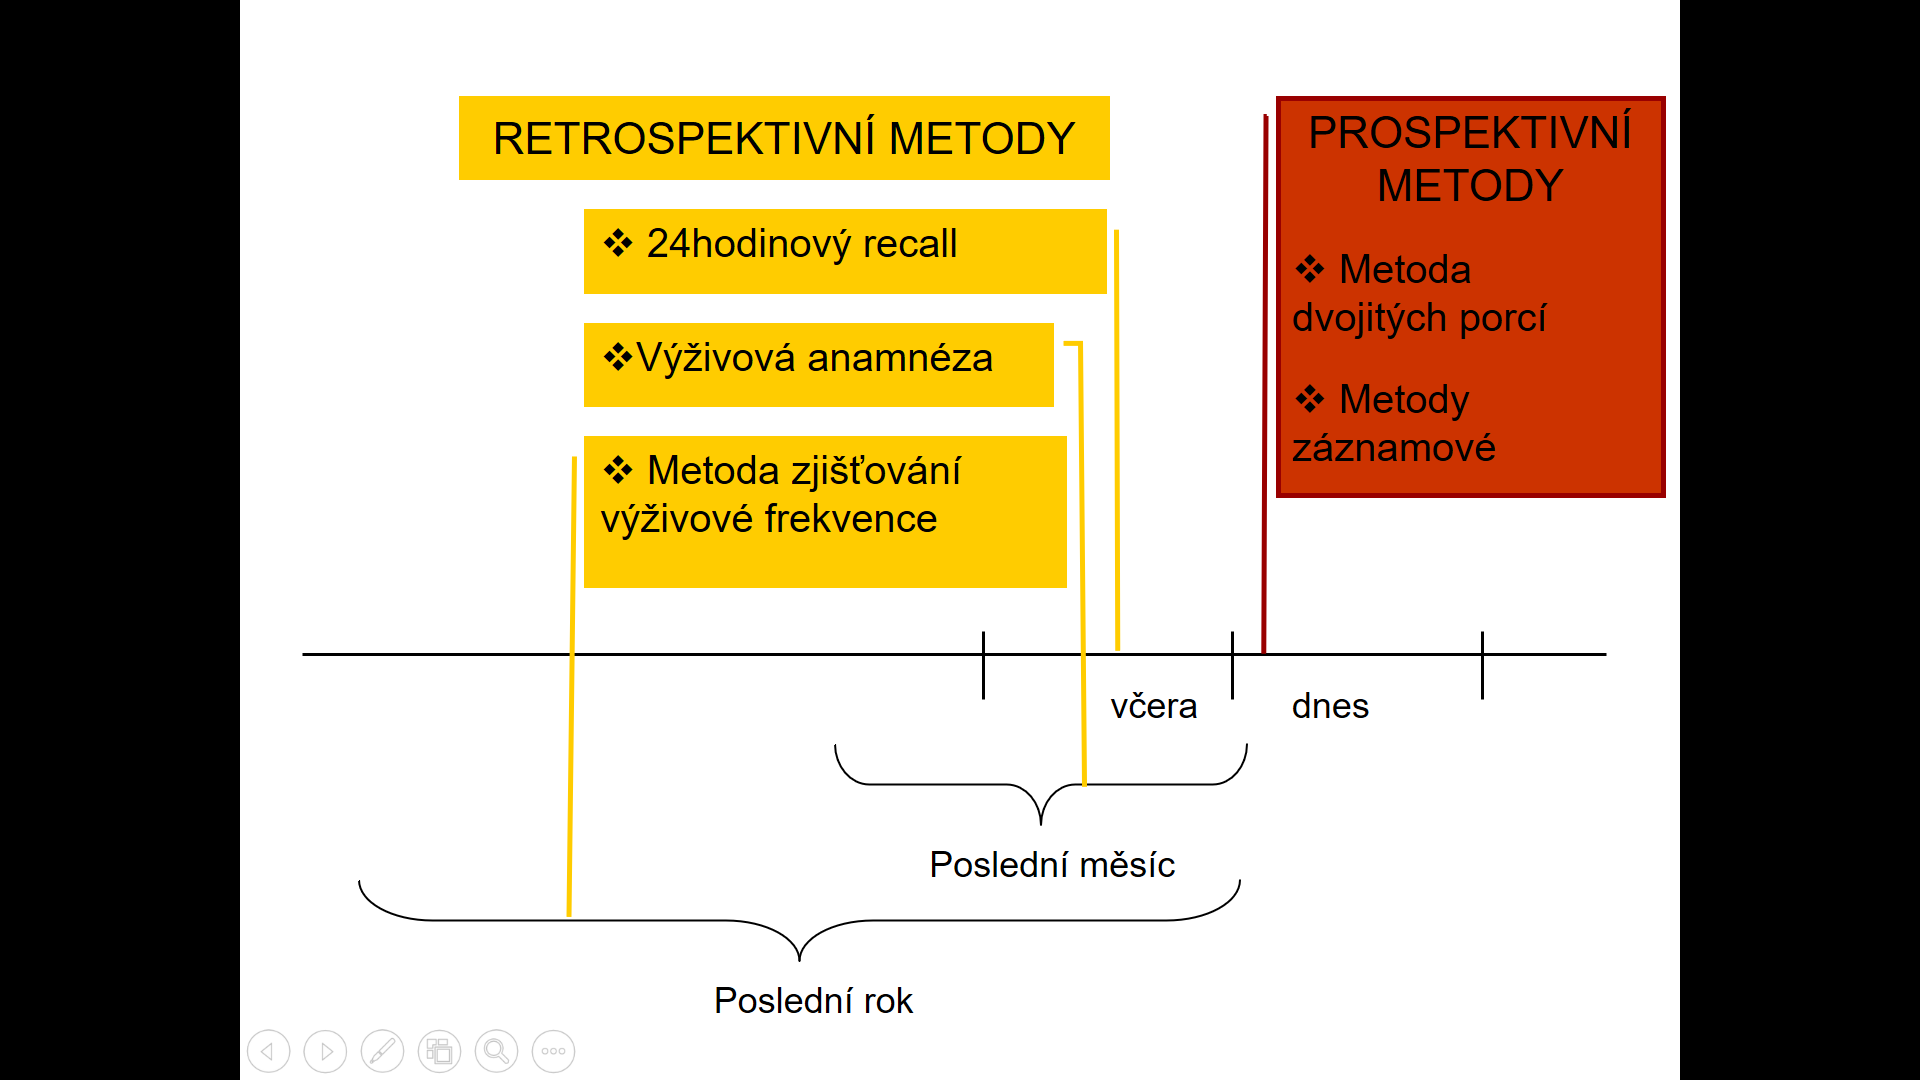 RETROSPEKTIVNÍ METODY
❖ 24hodinový recall
❖Výživová anamnéza
❖ Metoda zjišťování
výživové frekvence
PROSPEKTIVNÍ
METODY
❖ Metoda
dvojitých porcí
❖ Metody
záznamové
včera
dnes
Poslední měsíc
Poslední rok